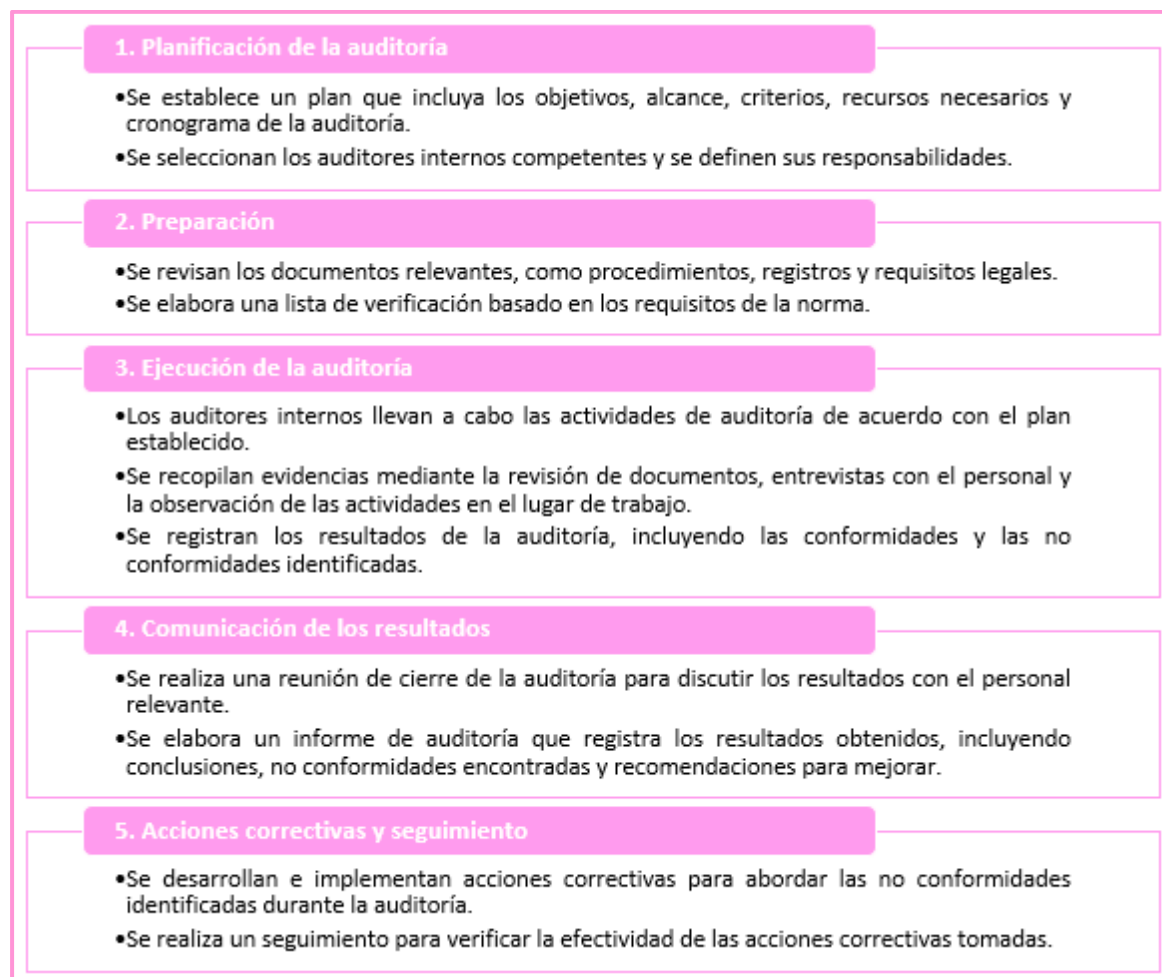 1. Planificación de la auditoría
•Se establece un plan que incluya los objetivos, alcance, criterios, recursos necesarios y
cronograma de la auditoría.
•Se seleccionan los auditores internos competentes y se definen sus responsabilidades.
2. Preparación
•Se revisan los documentos relevantes, como procedimientos, registros y requisitos legales.
•Se elabora una lista de verificación basado en los requisitos de la norma.
3. Ejecución de la auditoría
•Los auditores internos llevan a cabo las actividades de auditoría de acuerdo con el plan
establecido.
•Se recopilan evidencias mediante la revisión de documentos, entrevistas con el personal y
la observación de las actividades en el lugar de trabajo.
•Se registran los resultados de la auditoría, incluyendo las conformidades y las no
conformidades identificadas.
4. Comunicación de los resultados
•Se realiza una reunión de cierre de la auditoría para discutir los resultados con el personal
relevante.
•Se elabora un informe de auditoría que registra los resultados obtenidos, incluyendo
conclusiones, no conformidades encontradas y recomendaciones para mejorar.
5. Acciones correctivas y seguimiento
•Se desarrollan e implementan acciones correctivas para abordar las no conformidades
identificadas durante la auditoría.
•Se realiza un seguimiento para verificar la efectividad de las acciones correctivas tomadas.